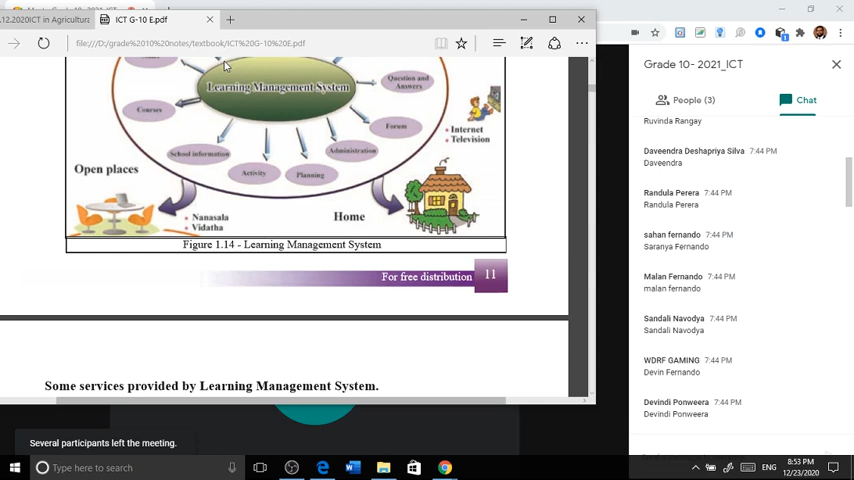 .12.2020ICT in Agricultura
ICT G-10 E.pdf
file:///D:/grade%2010%20notes/textbook/ICT%20G-10%20E.pdf
Learning Management System
Question and
Answers
Courses
Forum
School information
Administration
Activity
Planning
Internet
Television
Open places
Nanasala
Vidatha
Home
Figure 1.14 - Learning Management System
For free distribution
11
Some services provided by Learning Management System.
Several participants left the meeting.
Grade 10- 2021_ICT
People (3)
Chat
Ruvinda Rangay
Daveendra Deshapriya Silva 7:44 PM
Daveendra
Randula Perera 7:44 PM
Randula Perera
sahan fernando 7:44 PM
Saranya Fernando
Malan Fernando 7:44 PM
malan fernando
Sandali Navodya 7:44 PM
Sandali Navodya
WDRF GAMING 7:44 PM
Devin Fernando
Devindi Ponweera 7:44 PM
Devindi Ponweera
Type here to search
ENG
8:53 PM
12/23/2020